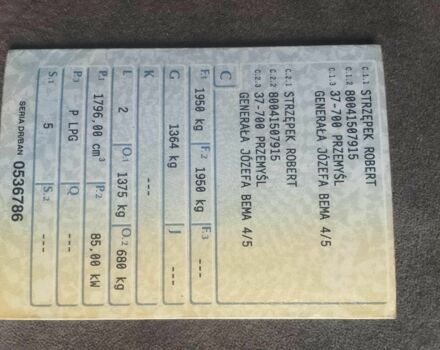 C.1.1 STRZĘPEK ROBERT
C.1.2 80041507915
C.1.3 37-700 PRZEMYŚL
GENERAŁA JÓZEFA BEMA 4/5
C.2.1 STRZĘPEK ROBERT
C.2.2 80041507915
C.2.3 37-700 PRZEMYŚL
GENERAŁA JÓZEFA BEMA 4/5
C
F.1 1950 kg F.2 1950 kg F.3 ---
G 1364 kg J ---
K ---
L 2 O.1 1375 kg O.2 680 kg
P.1 1796,00 cm³ P.2 85,00 kW
P.3 P LPG Q ---
S.1 5 S.2 ---
SERIA DR/BAN 0536786